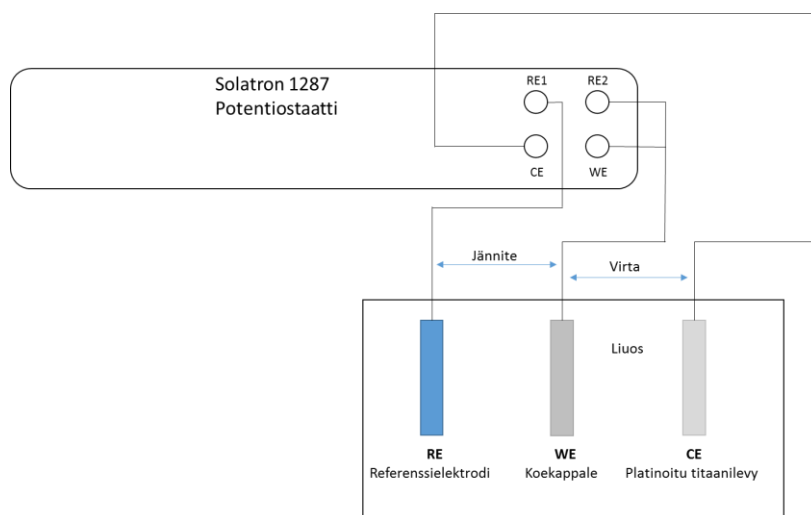 Solatron 1287
Potentiostaatti
RE1
RE2
CE
WE
Jännite
Virta
Liuos
RE
Referenssielektrodi
WE
Koekappale
CE
Platinoitu titaanilevy